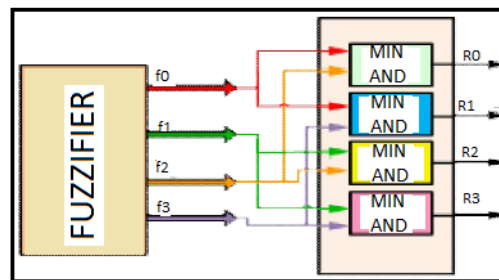 FUZZIFIER
f0
f1
f2
f3
MIN
AND
MIN
AND
MIN
AND
MIN
AND
R0
R1
R2
R3